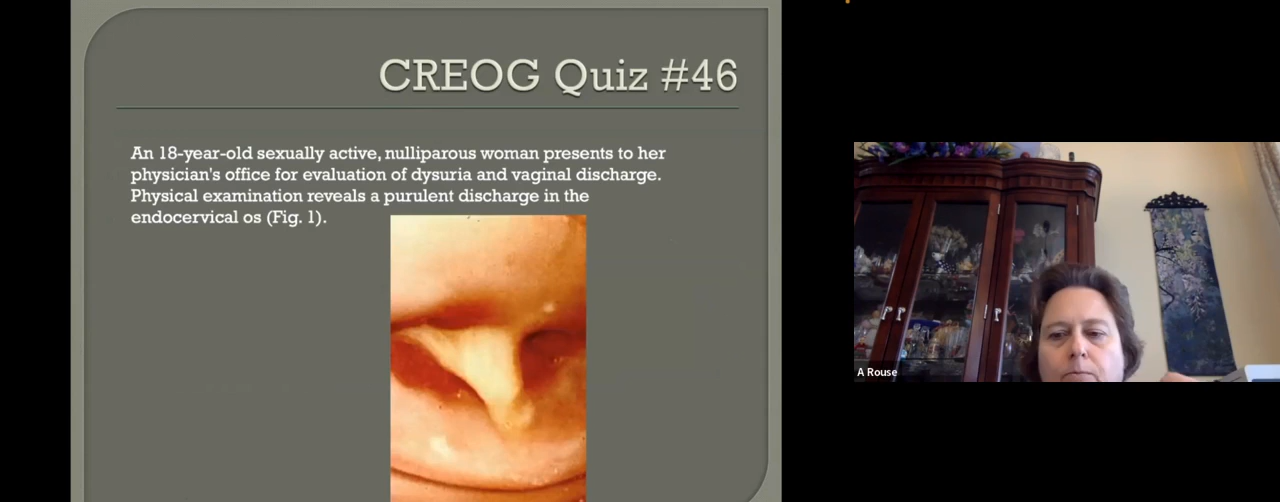 CREOG Quiz #46
An 18-year-old sexually active, nulliparous woman presents to her
physician's office for evaluation of dysuria and vaginal discharge.
Physical examination reveals a purulent discharge in the
endocervical os (Fig. 1).
A Rouse